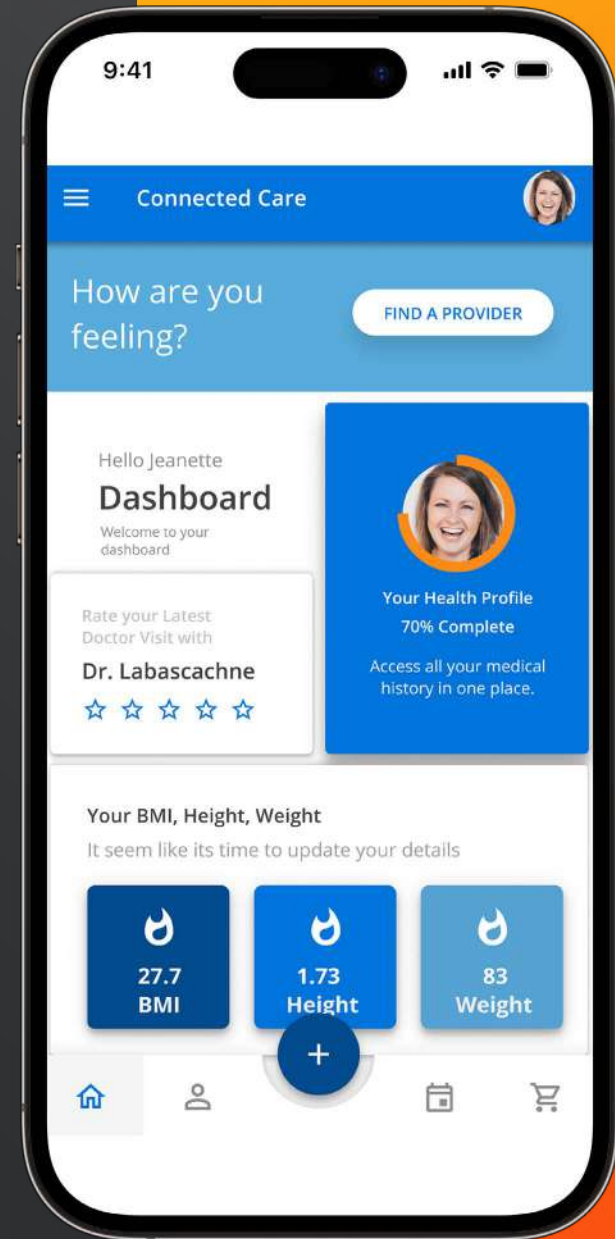 9:41
Connected Care
How are you
feeling?
FIND A PROVIDER
Hello Jeanette
Dashboard
Welcome to your
dashboard
Your Health Profile
70% Complete
Access all your medical
history in one place.
Rate your Latest
Doctor Visit with
Dr. Labascachne
Your BMI, Height, Weight
It seem like its time to update your details
27.7
BMI
1.73
Height
83
Weight
+